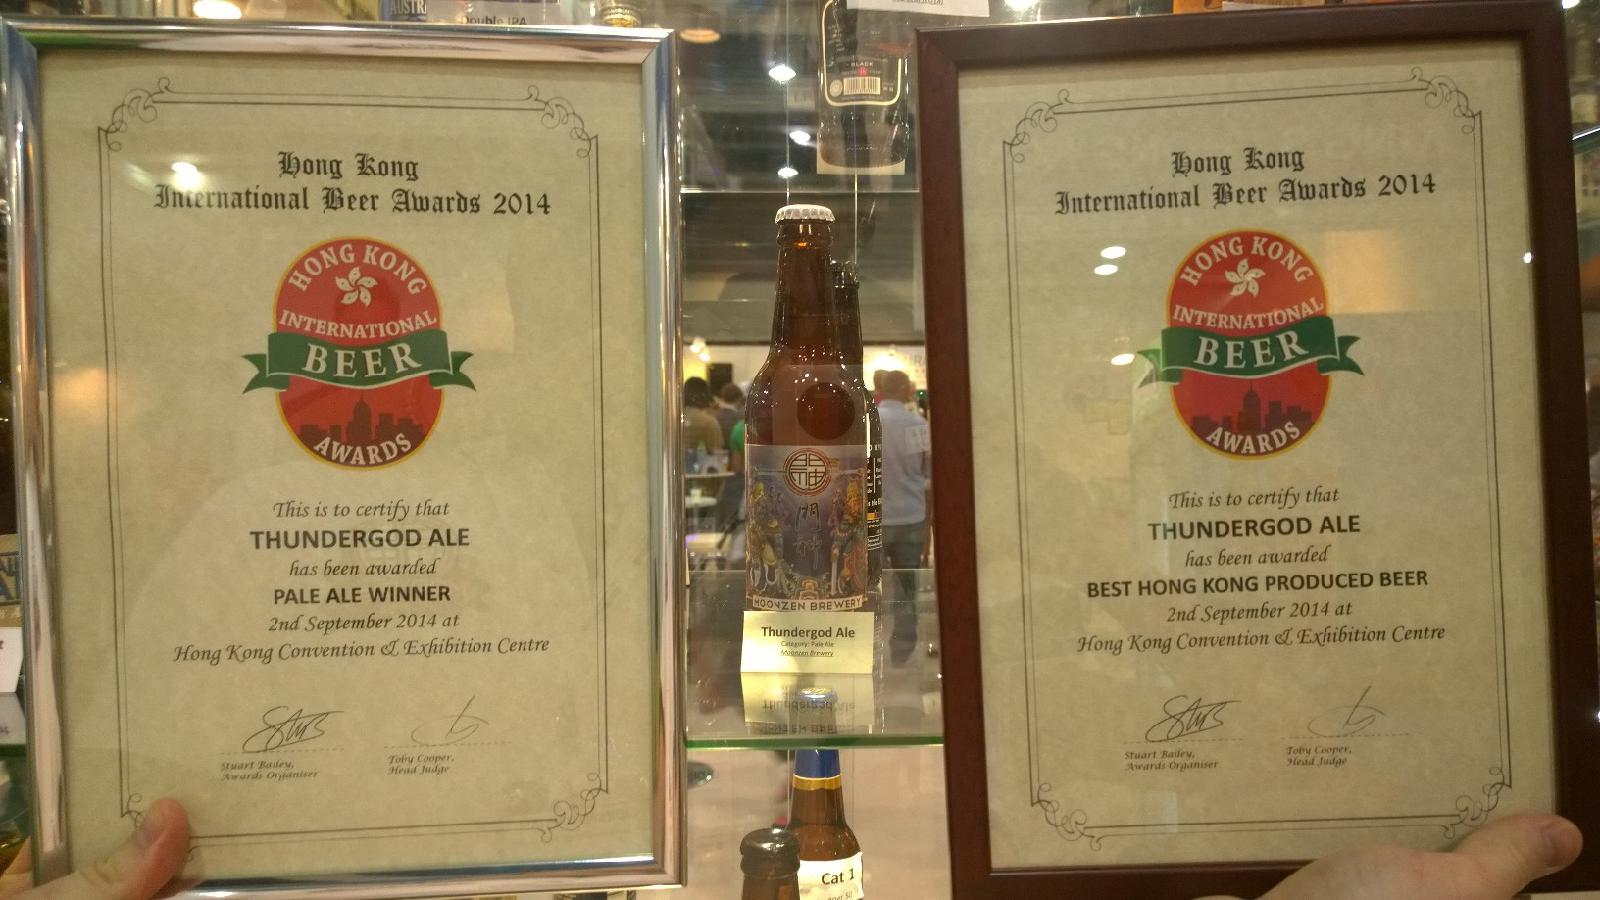 Hong Kong
International Beer Awards 2014
HONG KONG
INTERNATIONAL
BEER
AWARDS
This is to certify that
THUNDERGOD ALE
has been awarded
PALE ALE WINNER
2nd September 2014 at
Hong Kong Convention & Exhibition Centre
Stuart Bailey,
Awards Organiser
Toby Cooper,
Head Judge
Double IPA
BLACK
MOONZEN BREWERY
Thundergod Ale
Category: Pale Ale
Moonzen Brewery
Cat 1
Hong Kong
International Beer Awards 2014
HONG KONG
INTERNATIONAL
BEER
AWARDS
This is to certify that
THUNDERGOD ALE
has been awarded
BEST HONG KONG PRODUCED BEER
2nd September 2014 at
Hong Kong Convention & Exhibition Centre
Stuart Bailey,
Awards Organiser
Toby Cooper,
Head Judge